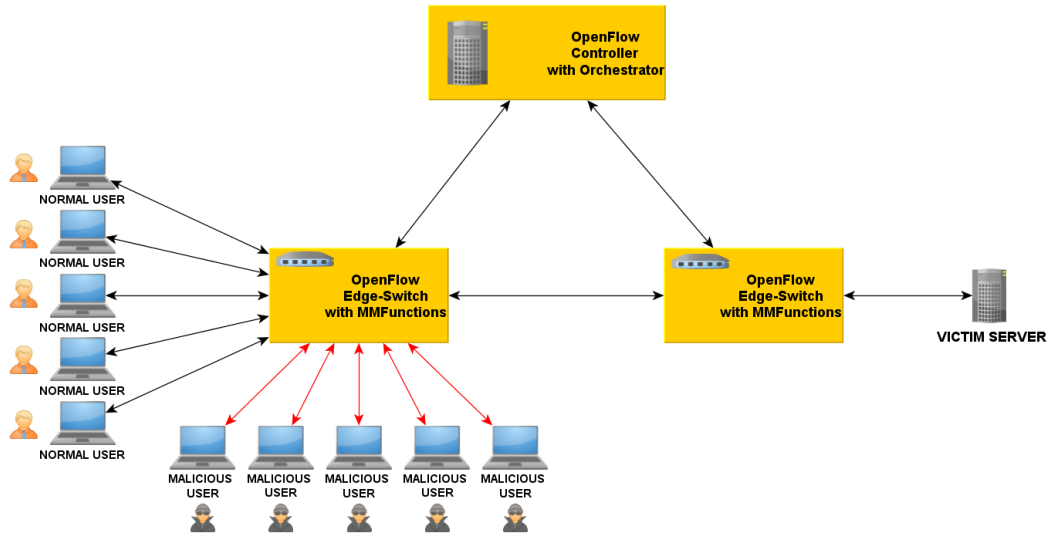 OpenFlow
Controller
with Orchestrator
NORMAL USER
NORMAL USER
NORMAL USER
NORMAL USER
NORMAL USER
OpenFlow
Edge-Switch
with MMFunctions
OpenFlow
Edge-Switch
with MMFunctions
VICTIM SERVER
MALICIOUS
USER
MALICIOUS
USER
MALICIOUS
USER
MALICIOUS
USER
MALICIOUS
USER